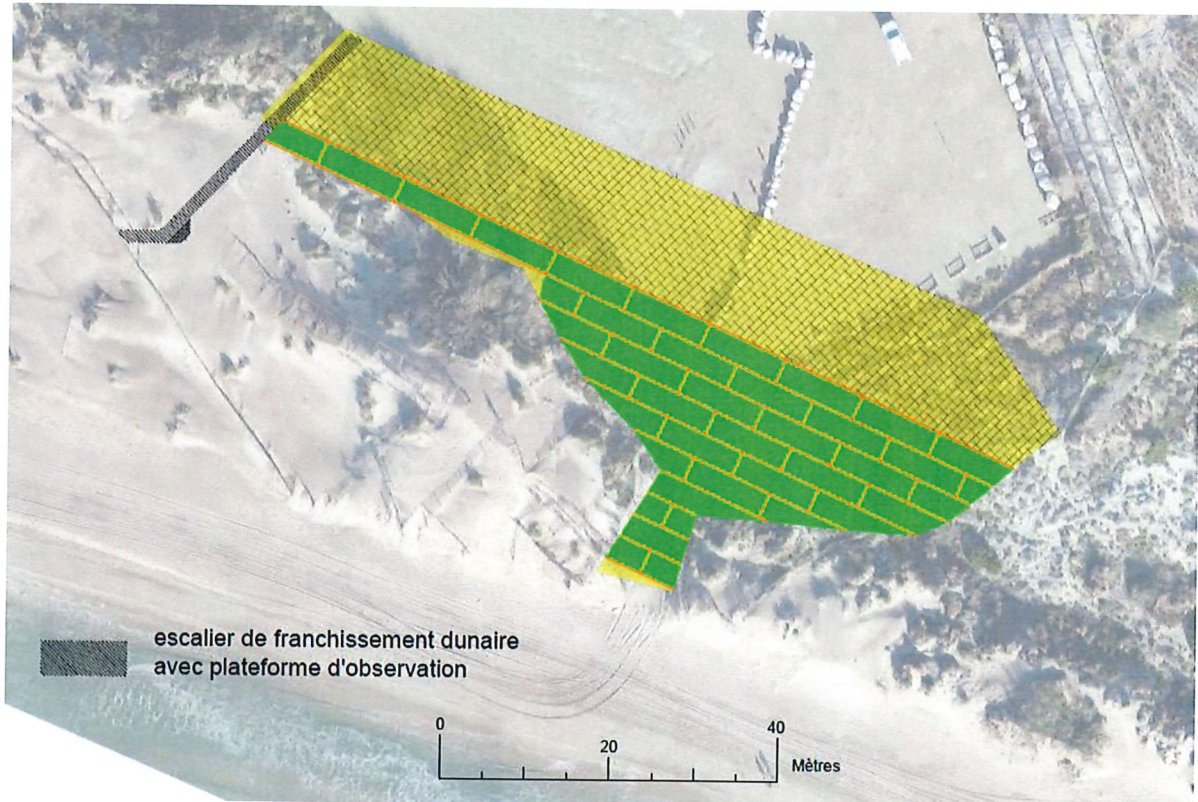 escalier de franchissement dunaire
avec plateforme d'observation
0
20
40
Mètres